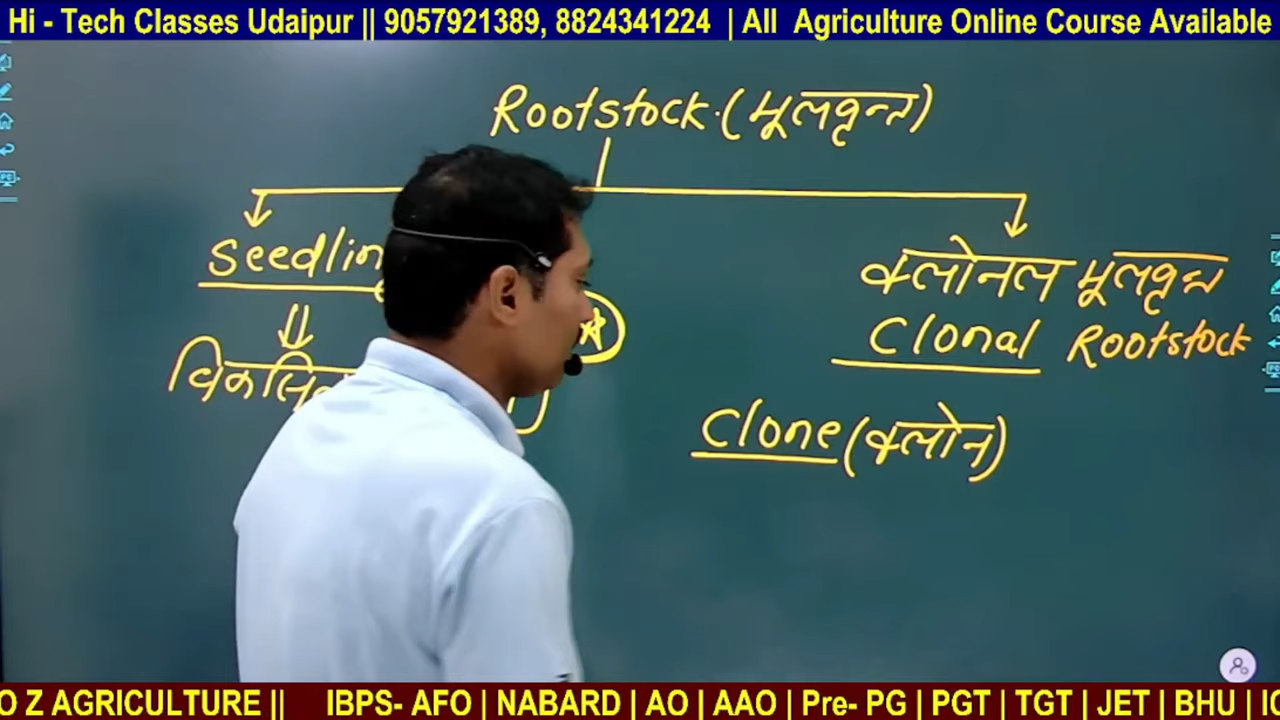 Hi - Tech Classes Udaipur || 9057921389, 8824341224 | All Agriculture Online Course Available
Rootstock (मूलवृन्त)
Seedlin
क्लोनल मूलवृन्त
Clonal Rootstock
Clone (क्लोन)
O Z AGRICULTURE || IBPS- AFO | NABARD | AO | AAO | Pre- PG | PGT | TGT | JET | BHU |